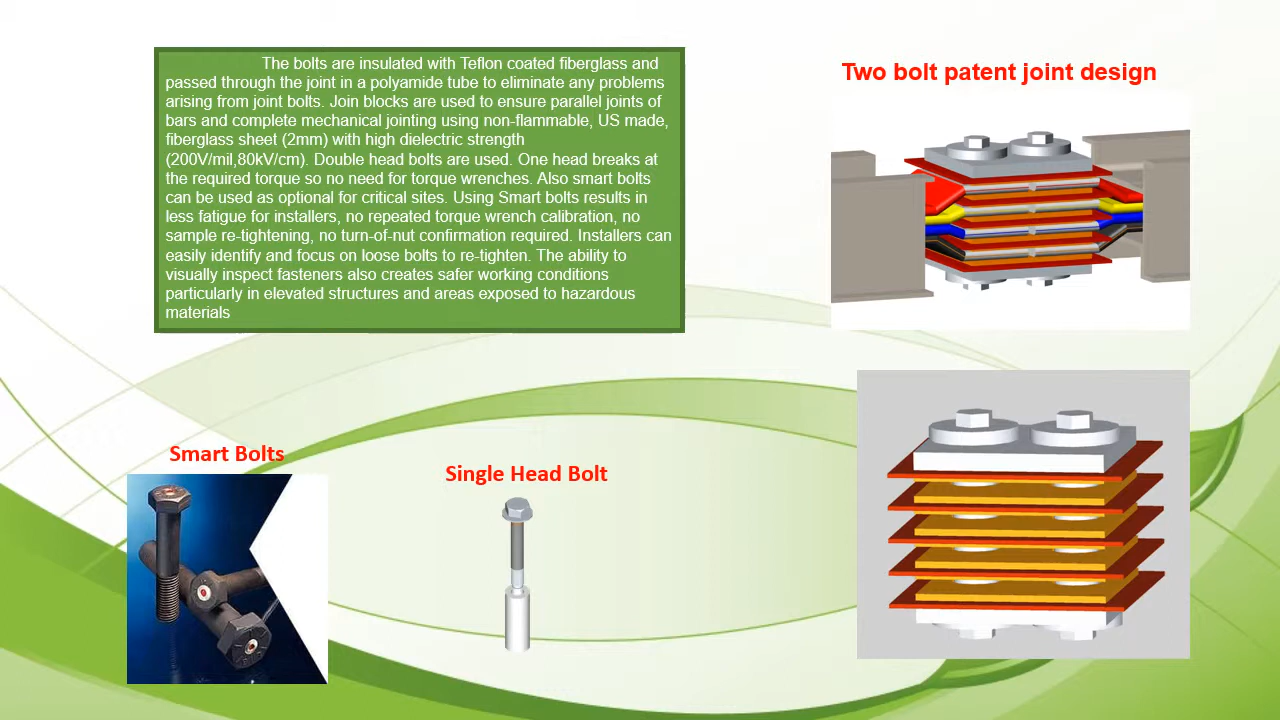 The bolts are insulated with Teflon coated fiberglass and
passed through the joint in a polyamide tube to eliminate any problems
arising from joint bolts. Join blocks are used to ensure parallel joints of
bars and complete mechanical jointing using non-flammable, US made,
fiberglass sheet (2mm) with high dielectric strength
(200V/mil,80kV/cm). Double head bolts are used. One head breaks at
the required torque so no need for torque wrenches. Also smart bolts
can be used as optional for critical sites. Using Smart bolts results in
less fatigue for installers, no repeated torque wrench calibration, no
sample re-tightening, no turn-of-nut confirmation required. Installers can
easily identify and focus on loose bolts to re-tighten. The ability to
visually inspect fasteners also creates safer working conditions
particularly in elevated structures and areas exposed to hazardous
materials
Two bolt patent joint design
Smart Bolts
Single Head Bolt